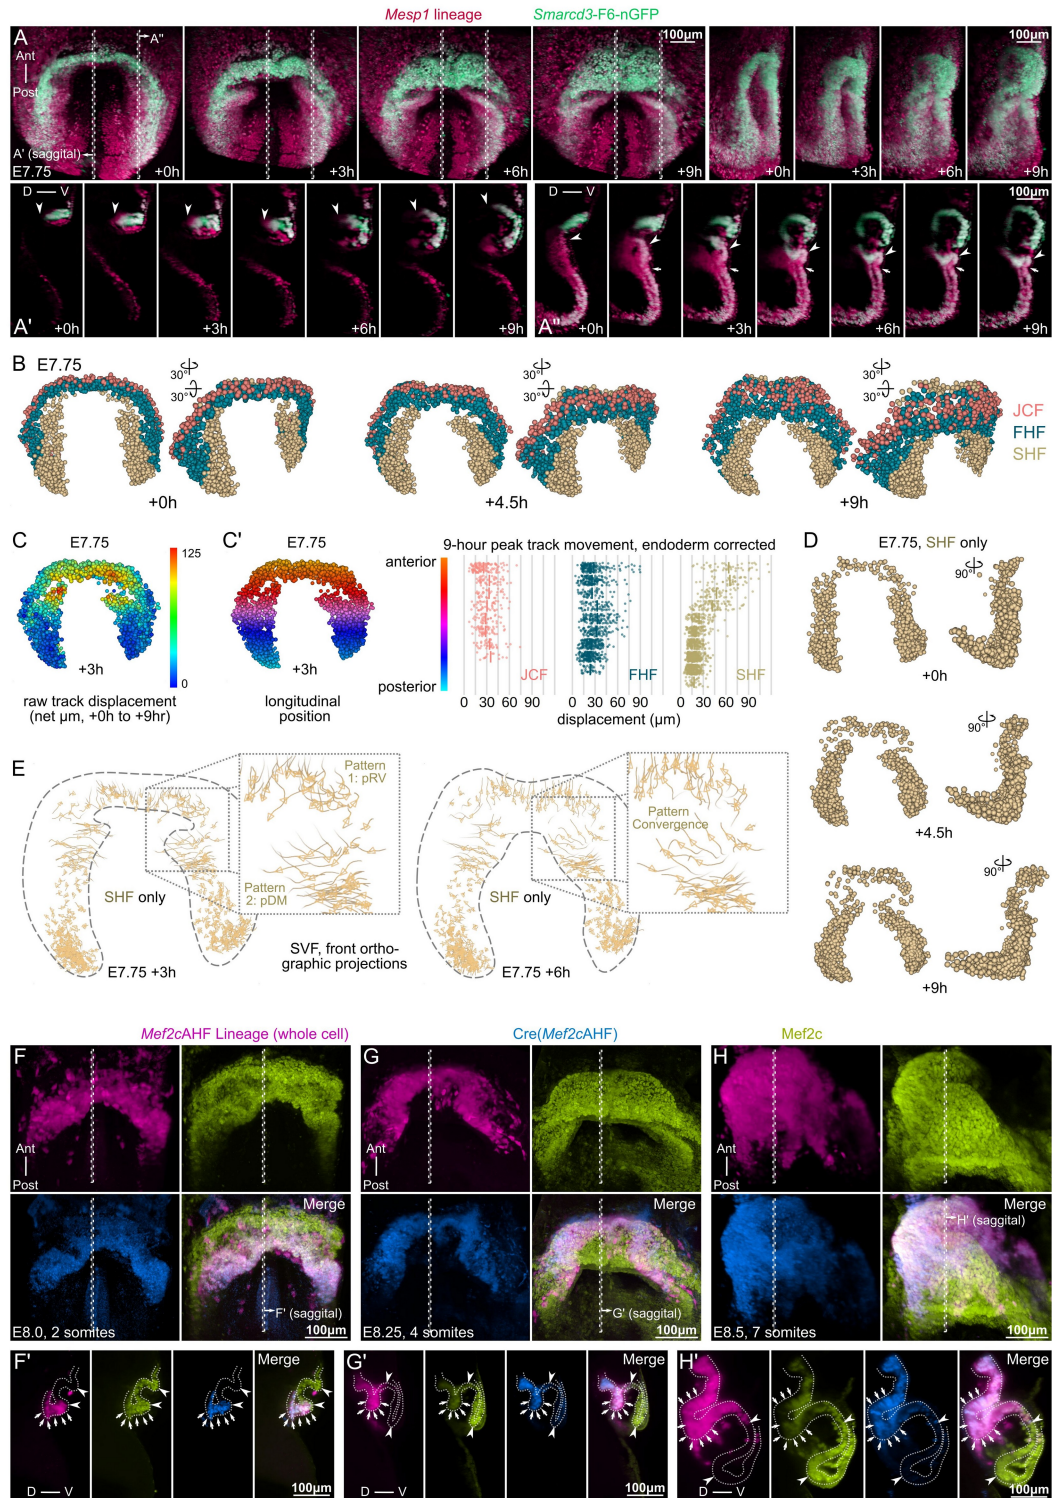 Mesp1 lineage Smarcd3-F6-nGFP
A A'' 100µm 100µm
Ant
Post
A' (saggital)
E7.75 +0h +3h +6h +9h +0h +3h +6h +9h
D V D V 100µm
A' +0h +3h +6h +9h A'' +0h +3h +6h +9h
B E7.75 30° 30° 30° 30° 30° 30°
JCF
FHF
SHF
+0h +4.5h +9h
C E7.75 125 C' E7.75 9-hour peak track movement, endoderm corrected D E7.75, SHF only
anterior 90°
+3h 0 +3h posterior JCF FHF SHF +0h
raw track displacement
(net µm, +0h to +9hr)
longitudinal
position
0 30 60 90 0 30 60 90 0 30 60 90
displacement (µm)
90°
+4.5h
90°
+9h
E Pattern
1: pRV
Pattern
Convergence
SHF only Pattern
2: pDM
SHF only
E7.75 +3h SVF, front ortho-
graphic projections
E7.75 +6h
Mef2cAHF Lineage (whole cell) Cre(Mef2cAHF) Mef2c
F G H
Ant
Post
Ant
Post
Ant
Post
Merge Merge Merge
F' (saggital) G' (saggital) H' (saggital)
E8.0, 2 somites 100µm E8.25, 4 somites 100µm E8.5, 7 somites 100µm
F' Merge G' Merge H' Merge
D V 100µm D V 100µm D V 100µm